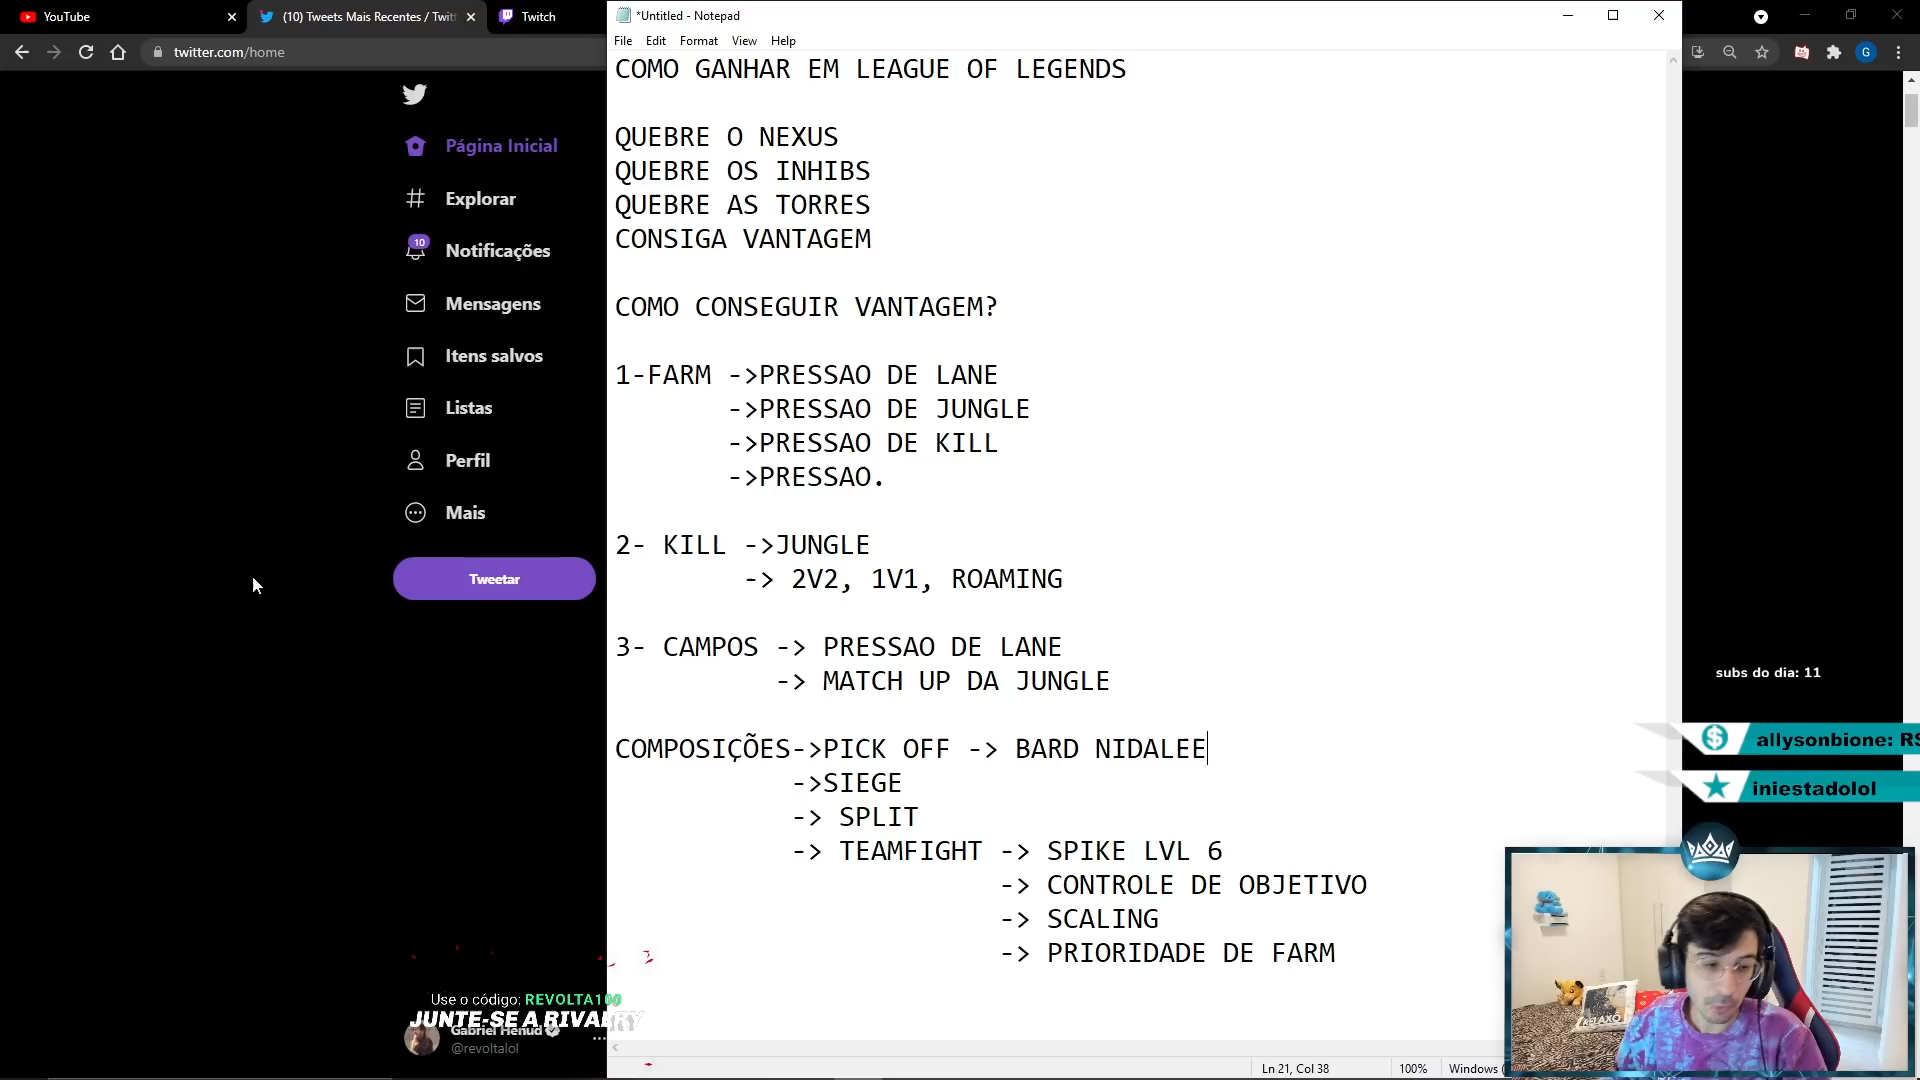 YouTube
(10) Tweets Mais Recentes / Twitt
Twitch
twitter.com/home
*Untitled - Notepad
File Edit Format View Help
G
Página Inicial
Explorar
10
Notificações
Mensagens
Itens salvos
Listas
Perfil
Mais
Tweetar
COMO GANHAR EM LEAGUE OF LEGENDS
QUEBRE O NEXUS
QUEBRE OS INHIBS
QUEBRE AS TORRES
CONSIGA VANTAGEM
COMO CONSEGUIR VANTAGEM?
1-FARM ->PRESSAO DE LANE
->PRESSAO DE JUNGLE
->PRESSAO DE KILL
->PRESSAO.
2- KILL ->JUNGLE
-> 2V2, 1V1, ROAMING
3- CAMPOS -> PRESSAO DE LANE
-> MATCH UP DA JUNGLE
COMPOSIÇÕES->PICK OFF -> BARD NIDALEE
->SIEGE
-> SPLIT
-> TEAMFIGHT -> SPIKE LVL 6
-> CONTROLE DE OBJETIVO
-> SCALING
-> PRIORIDADE DE FARM
subs do dia: 11
allysonbione: R$
iniestadolol
RELAXO
Use o código: REVOLTA100
JUNTE-SE A RIVALRY
Gabriel Henud
@revoltalol
Ln 21, Col 38
100%
Windows (